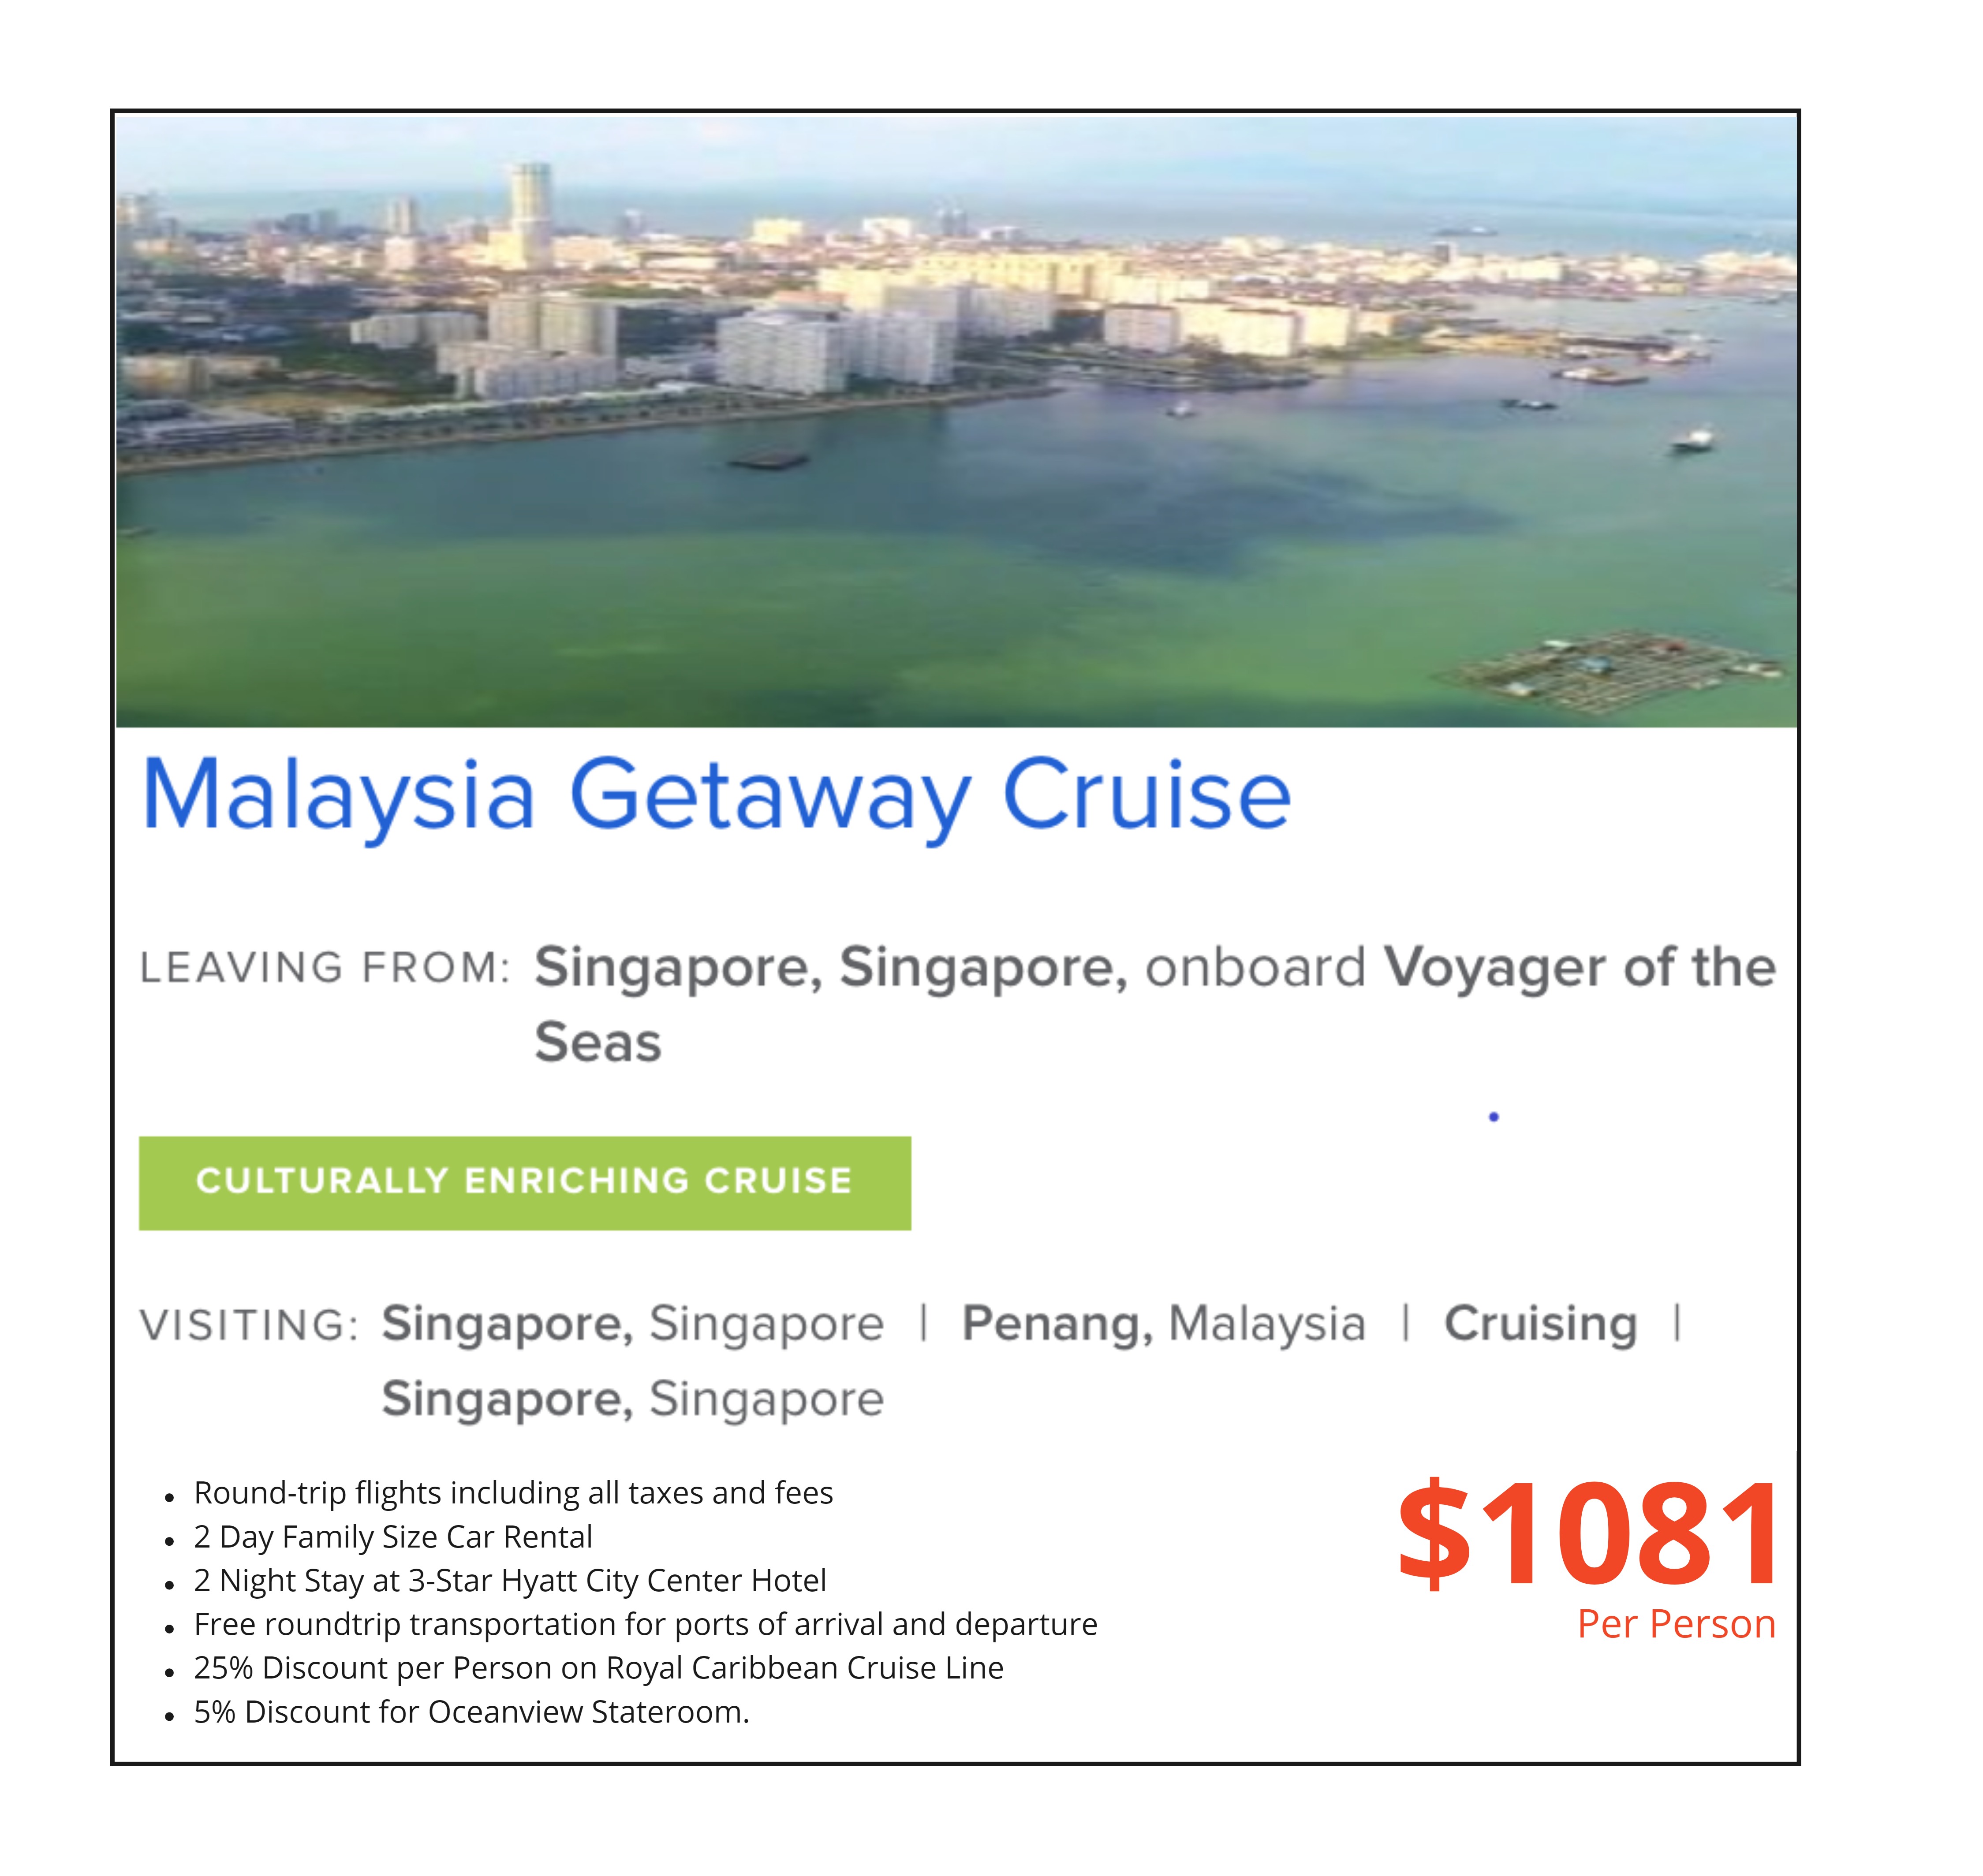 Malaysia Getaway Cruise
LEAVING FROM: Singapore, Singapore, onboard Voyager of the
Seas
CULTURALLY ENRICHING CRUISE
VISITING: Singapore, Singapore | Penang, Malaysia | Cruising |
Singapore, Singapore
• Round-trip flights including all taxes and fees
• 2 Day Family Size Car Rental
• 2 Night Stay at 3-Star Hyatt City Center Hotel
• Free roundtrip transportation for ports of arrival and departure
• 25% Discount per Person on Royal Caribbean Cruise Line
• 5% Discount for Oceanview Stateroom.
$1081
Per Person